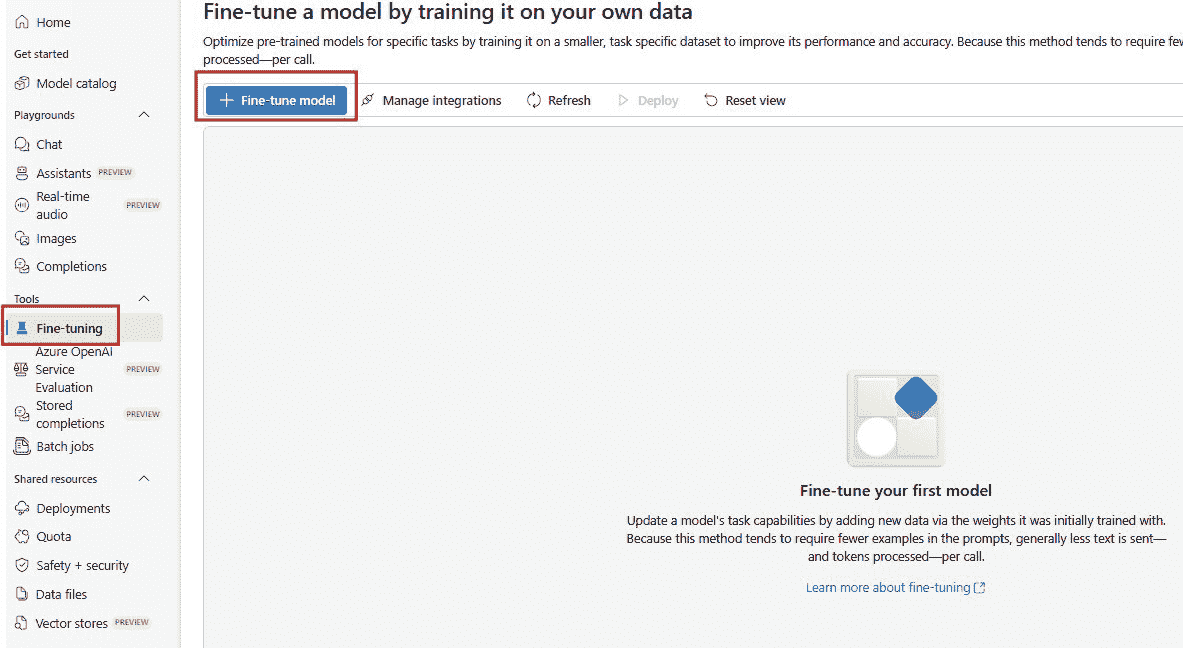 Home
Get started
Model catalog
Playgrounds
Chat
Assistants PREVIEW
Real-time
audio
PREVIEW
Images
Completions
Tools
Fine-tuning
Azure OpenAI
Service
Evaluation
PREVIEW
Stored
completions
PREVIEW
Batch jobs
Shared resources
Deployments
Quota
Safety + security
Data files
Vector stores PREVIEW
Fine-tune a model by training it on your own data
Optimize pre-trained models for specific tasks by training it on a smaller, task specific dataset to improve its performance and accuracy. Because this method tends to require few
processed—per call.
Fine-tune model Manage integrations Refresh Deploy Reset view
Fine-tune your first model
Update a model's task capabilities by adding new data via the weights it was initially trained with.
Because this method tends to require fewer examples in the prompts, generally less text is sent—
and tokens processed—per call.
Learn more about fine-tuning